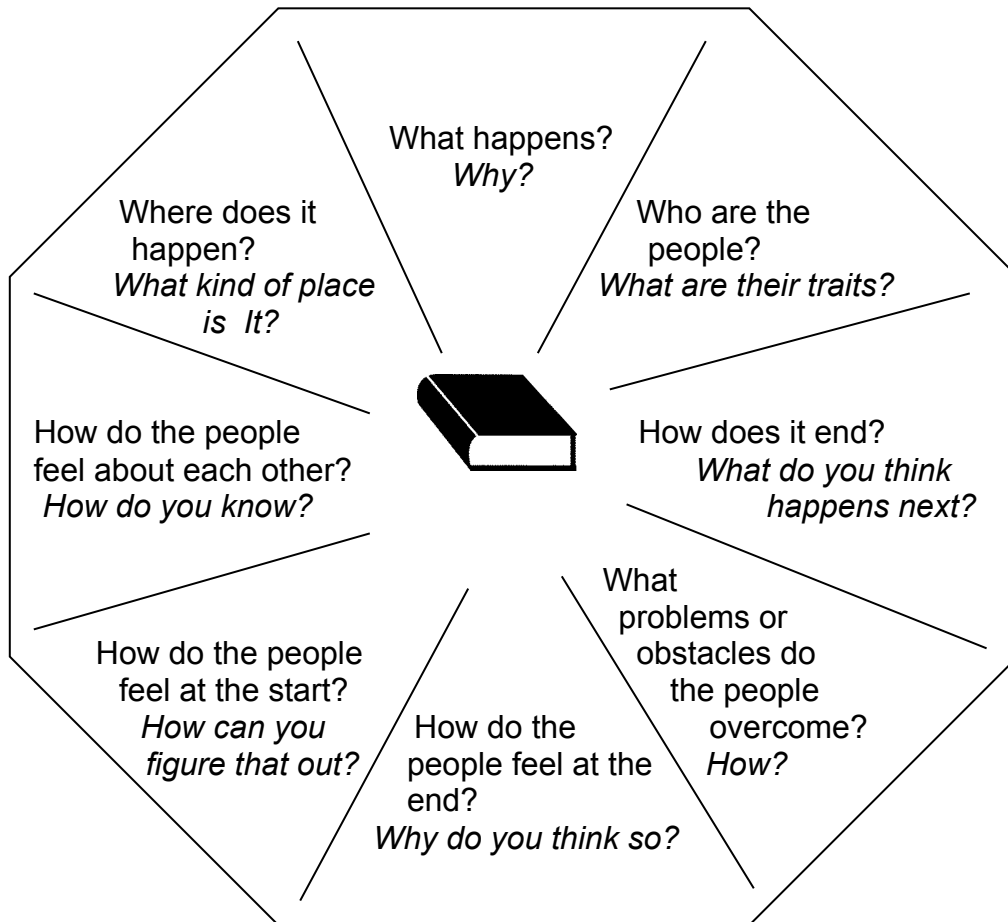 What happens?
Why?
Who are the
people?
What are their traits?
How does it end?
What do you think
happens next?
What
problems or
obstacles do
the people
overcome?
How?
How do the
people feel at the
end?
Why do you think so?
How do the people
feel at the start?
How can you
figure that out?
How do the people
feel about each other?
How do you know?
Where does it
happen?
What kind of place
is It?